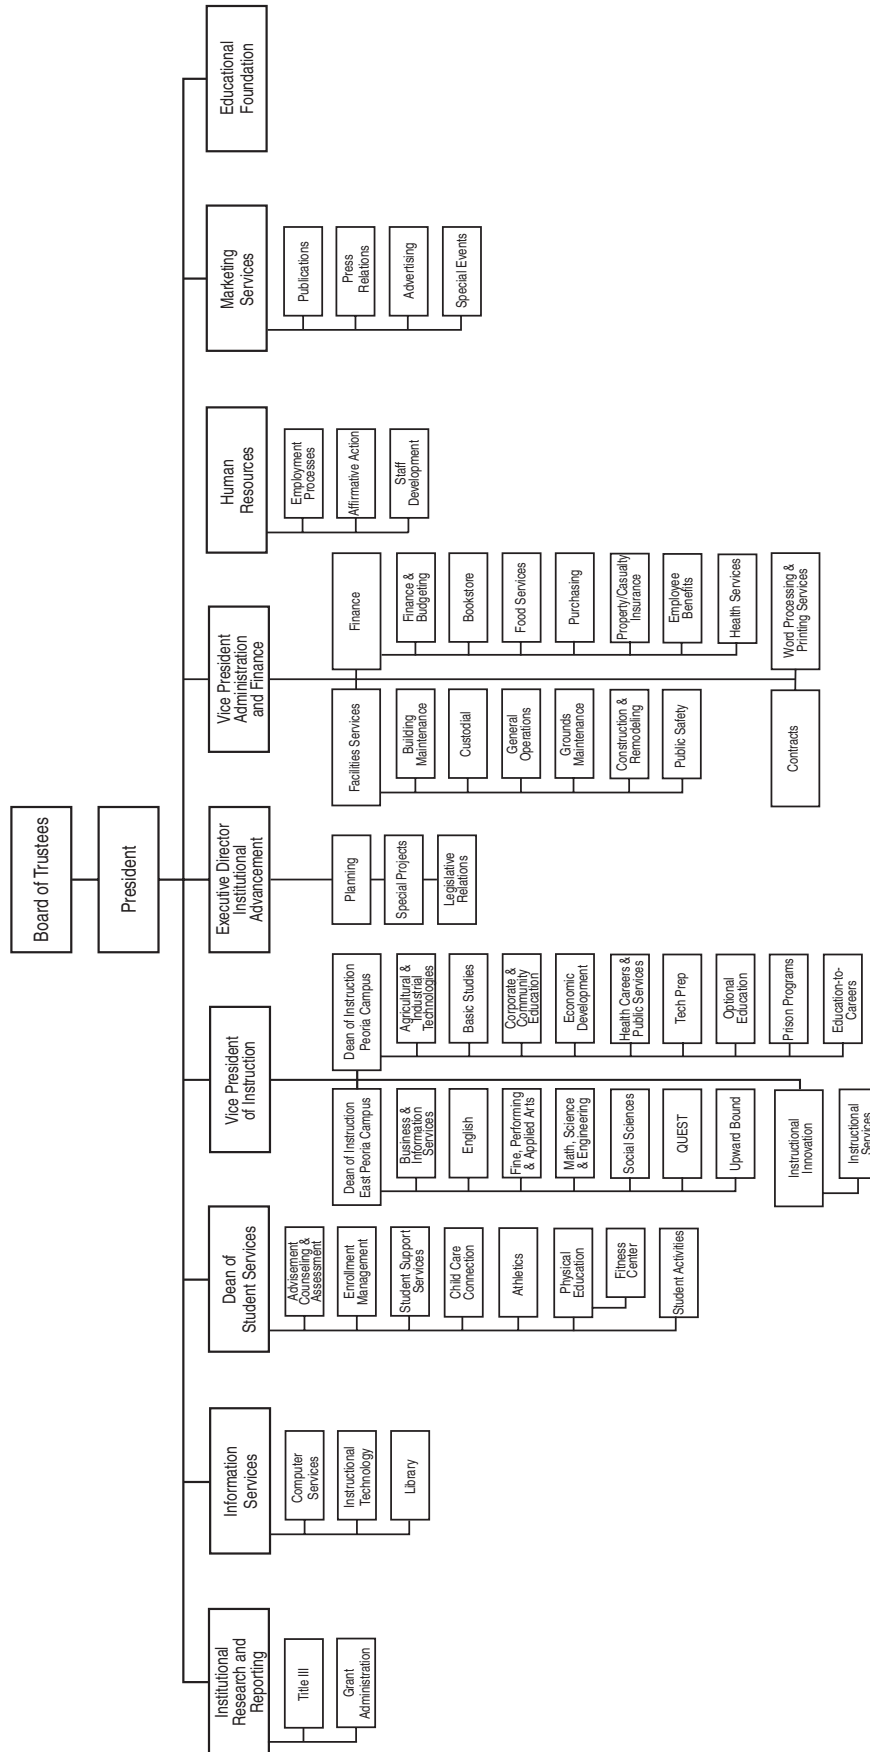 Board of Trustees
President
Institutional
Research and
Reporting
Title III
Grant
Administration
Information
Services
Computer
Services
Instructional
Technology
Library
Dean of
Student Services
Advisement
Counseling &
Assessment
Enrollment
Management
Student Support
Services
Child Care
Connection
Athletics
Physical
Education
Fitness
Center
Student Activities
Vice President
of Instruction
Dean of Instruction
East Peoria Campus
Business &
Information
Services
English
Fine, Performing
& Applied Arts
Math, Science
& Engineering
Social Sciences
QUEST
Upward Bound
Instructional
Innovation
Instructional
Services
Dean of Instruction
Peoria Campus
Agricultural &
Industrial
Technologies
Basic Studies
Corporate &
Community
Education
Economic
Development
Health Careers &
Public Services
Tech Prep
Optional
Education
Prison Programs
Education-to-
Careers
Executive Director
Institutional
Advancement
Planning
Special Projects
Legislative
Relations
Vice President
Administration
and Finance
Facilities Services
Building
Maintenance
Custodial
General
Operations
Grounds
Maintenance
Construction &
Remodeling
Public Safety
Contracts
Finance
Finance &
Budgeting
Bookstore
Food Services
Purchasing
Property/Casualty
Insurance
Employee
Benefits
Health Services
Word Processing &
Printing Services
Human
Resources
Employment
Processes
Affirmative Action
Staff
Development
Marketing
Services
Publications
Press
Relations
Advertising
Special Events
Educational
Foundation